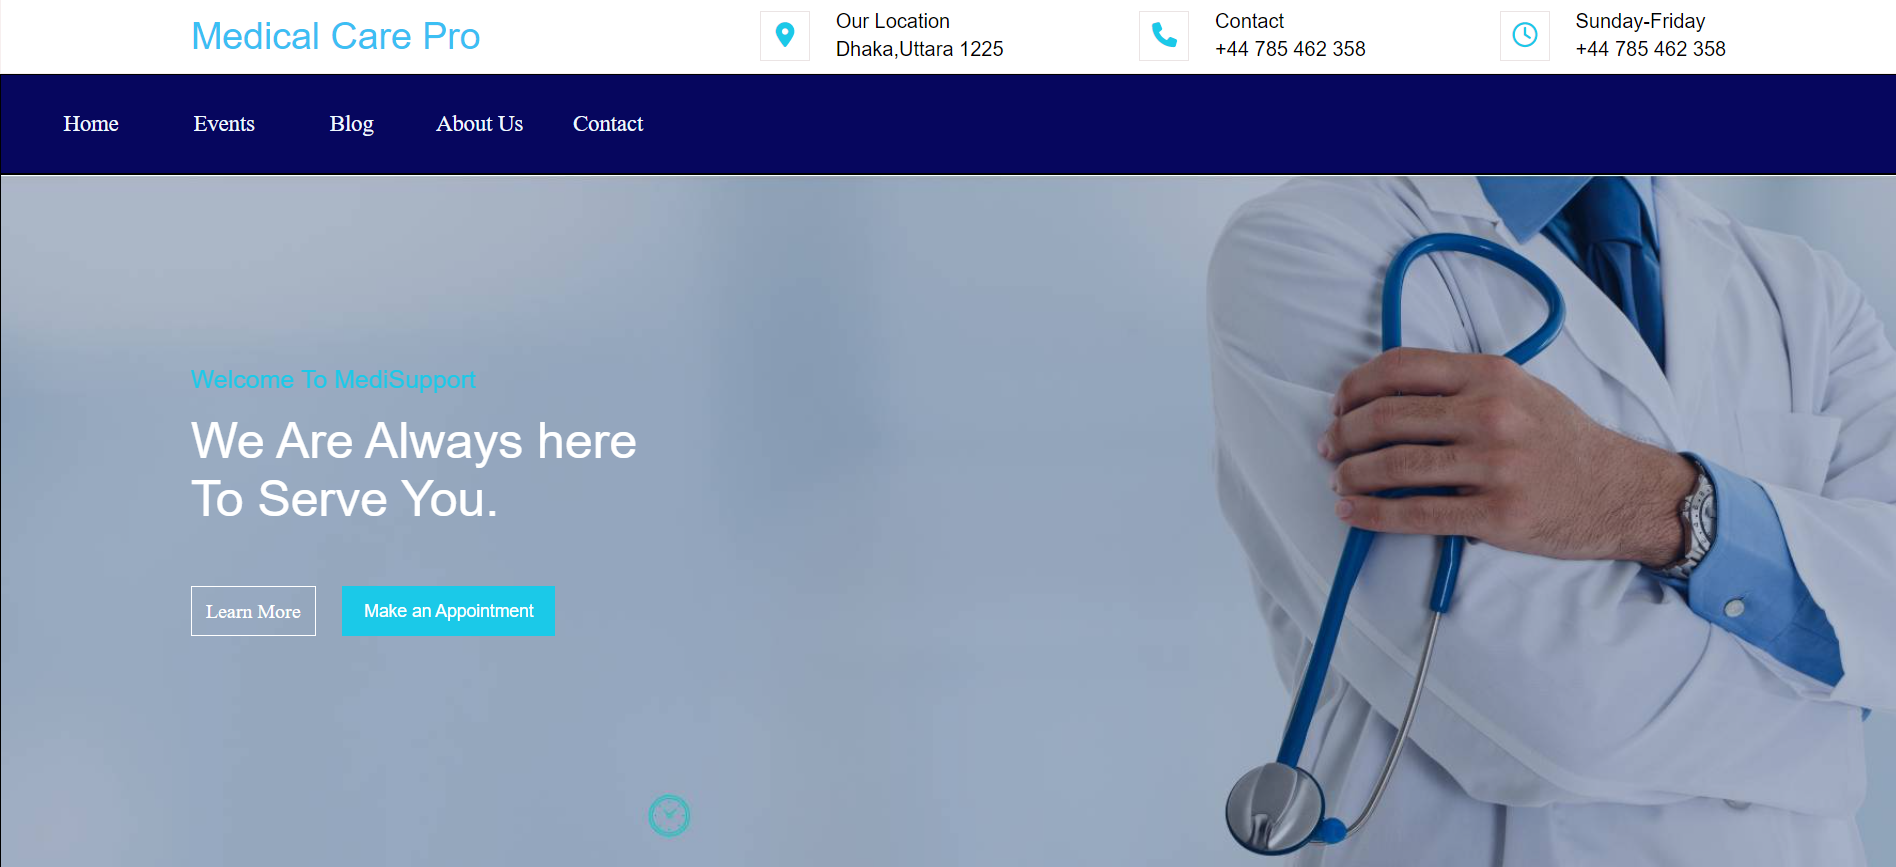 Medical Care Pro
Our Location
Dhaka,Uttara 1225
Contact
+44 785 462 358
Sunday-Friday
+44 785 462 358
Home
Events
Blog
About Us
Contact
Welcome To MediSupport
We Are Always here
To Serve You.
Learn More
Make an Appointment